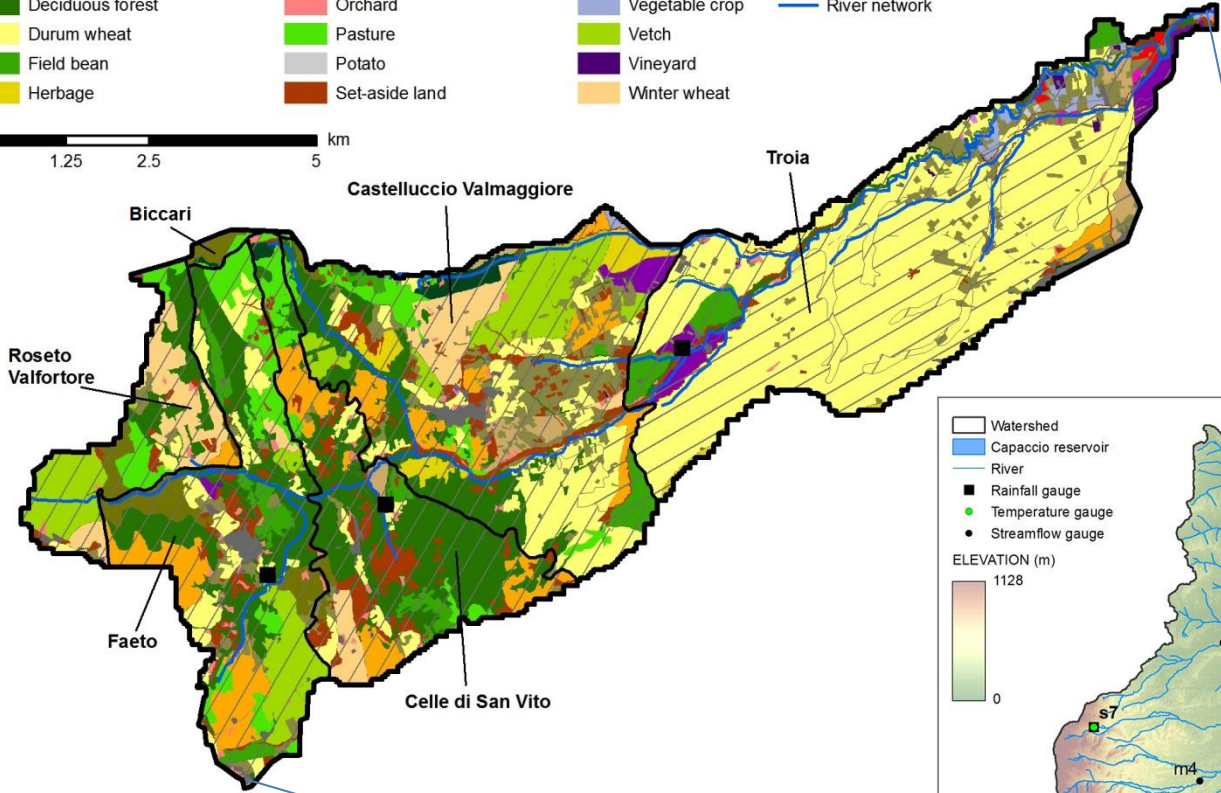 Deciduous forest
Durum wheat
Field bean
Herbage
Orchard
Pasture
Potato
Set-aside land
Vegetable crop
Vetch
Vineyard
Winter wheat
River network
1.25 2.5 5 km
Biccari
Castelluccio Valmaggiore
Troia
Roseto
Valfortore
Faeto
Celle di San Vito
Watershed
Capaccio reservoir
River
Rainfall gauge
Temperature gauge
Streamflow gauge
ELEVATION (m)
1128
0
s7
m4